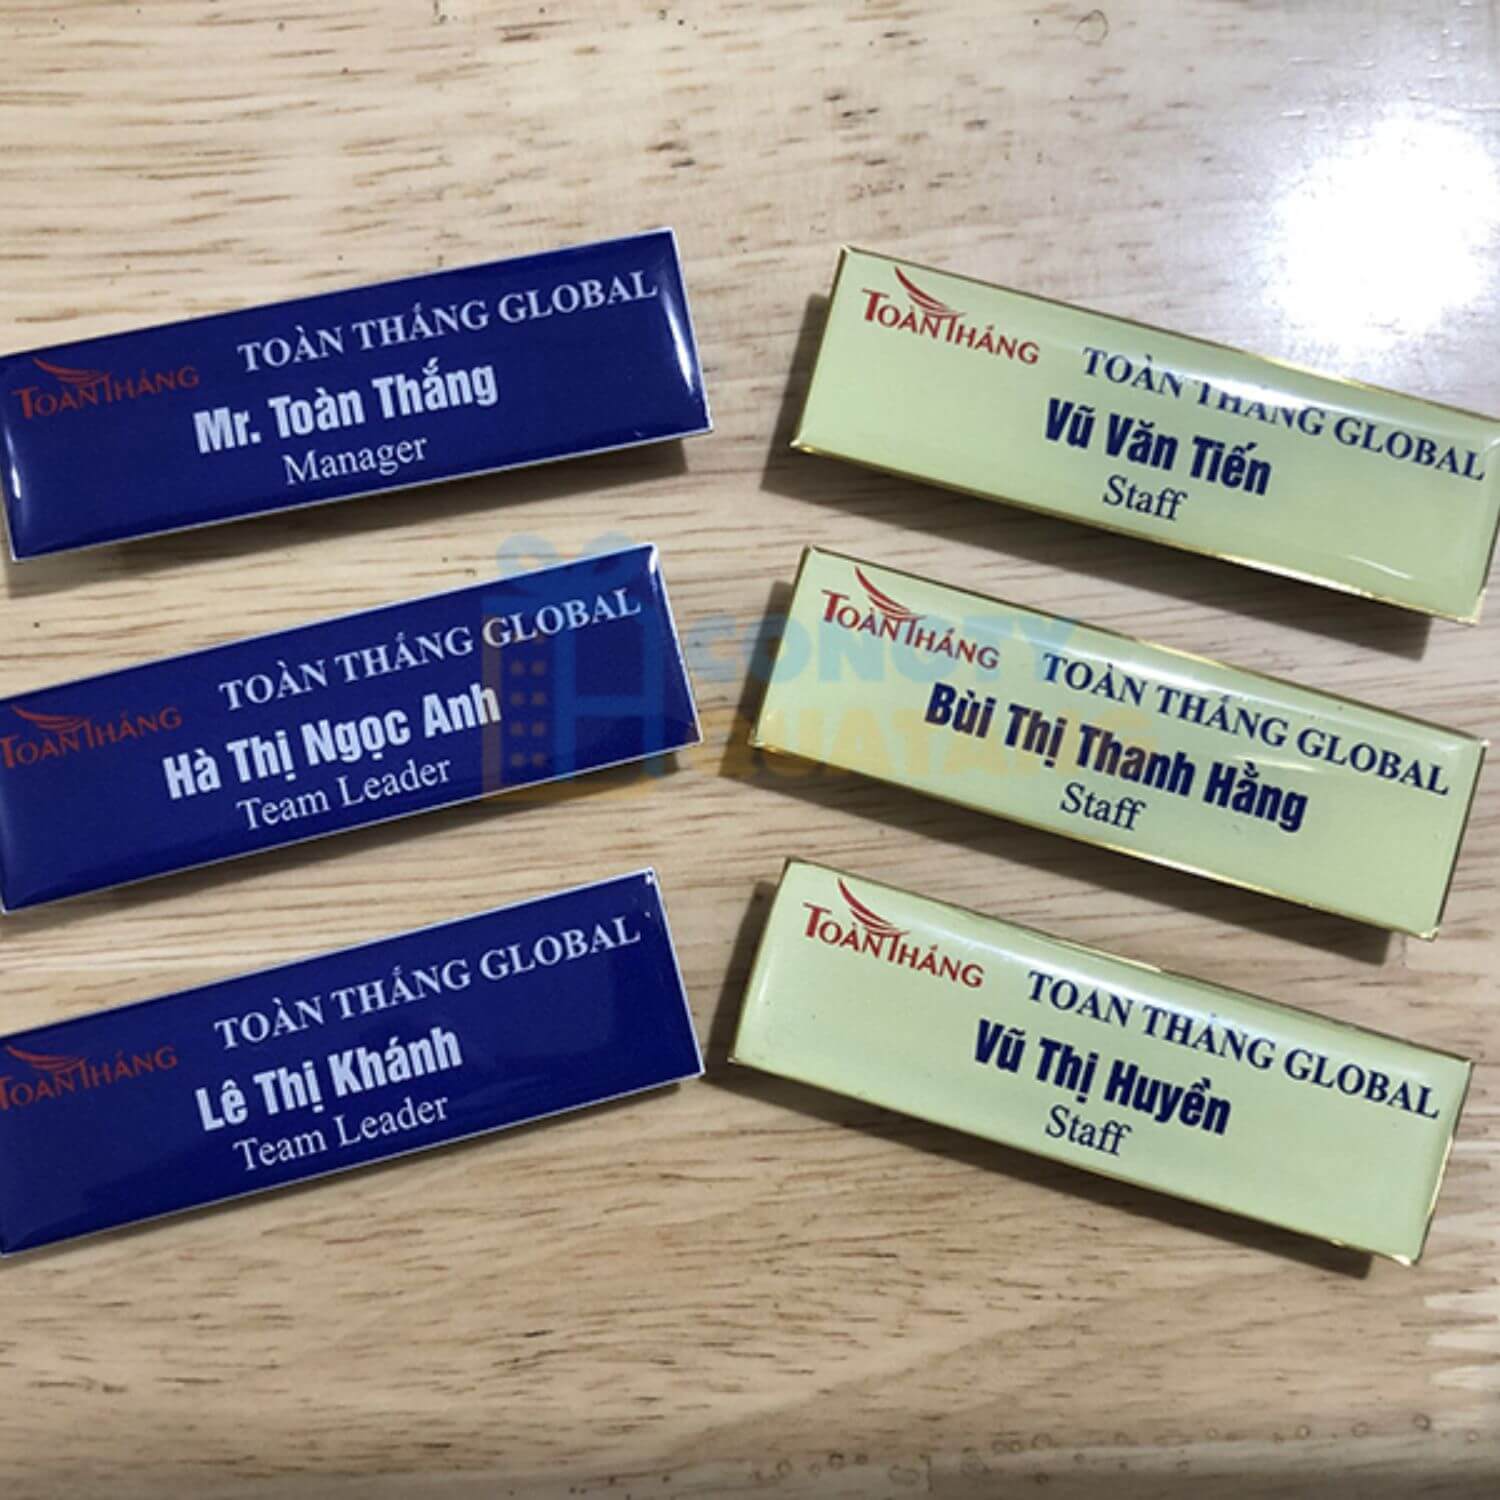 TOÀNTHẮNG
TOÀN THẮNG GLOBAL
Mr. Toàn Thắng
Manager
TOÀNTHẮNG
TOÀN THẮNG GLOBAL
Hà Thị Ngọc Anh
Team Leader
TOÀNTHẮNG
TOÀN THẮNG GLOBAL
Lê Thị Khánh
Team Leader
TOÀNTHẮNG
TOÀN THẮNG GLOBAL
Vũ Văn Tiến
Staff
TOÀNTHẮNG
TOÀN THẮNG GLOBAL
Bùi Thị Thanh Hằng
Staff
TOÀNTHẮNG
TOÀN THẮNG GLOBAL
Vũ Thị Huyền
Staff
CONGTY
QUATANG